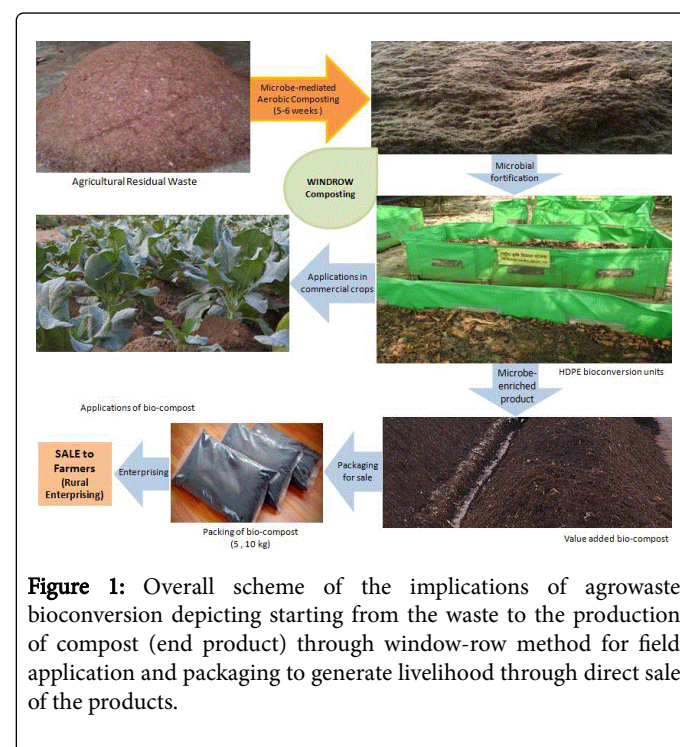 Microbe-mediated
Aerobic Composting
(5-6 weeks )
Agricultural Residual Waste
WINDROW
Composting
Microbial
fortification
Applications in
commercial crops
HDPE bioconversion units
Microbe-
enriched
product
Applications of bio-compost
SALE to
Farmers
(Rural
Enterprising)
Enterprising
Packaging
for sale
Packing of bio-compost
(5 , 10 kg)
Value added bio-compost
Figure 1: Overall scheme of the implications of agrowaste
bioconversion depicting starting from the waste to the production
of compost (end product) through window-row method for field
application and packaging to generate livelihood through direct sale
of the products.